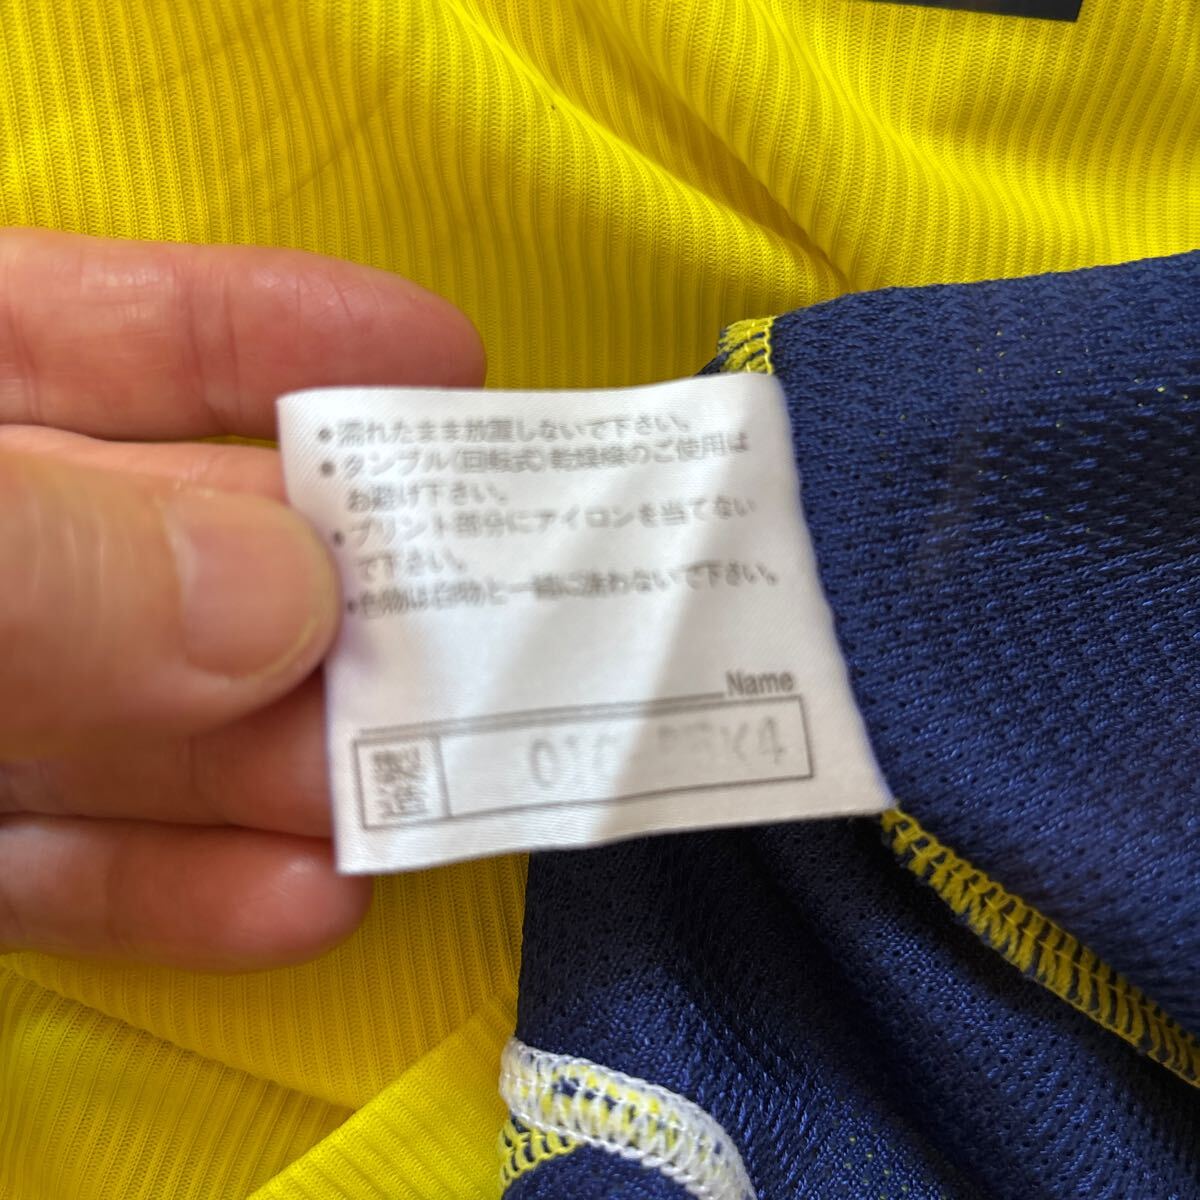 •濡れたまま放置しないで下さい。
•タンブル(回転式)乾燥機のご使用は
お避け下さい。
•プリント部分にアイロンを当てない
で下さい。
•色物は白物と一緒に洗わないで下さい。
Name
製造